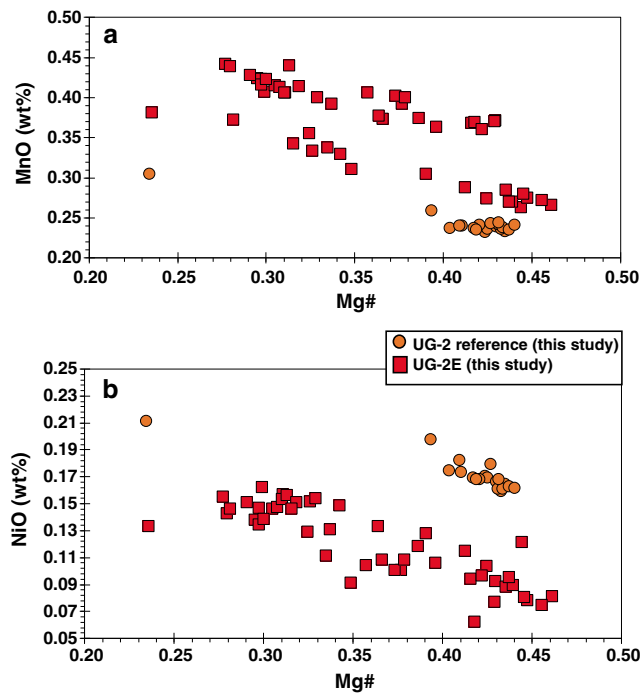 a
0.50
0.45
0.40
0.35
0.30
0.25
0.20
MnO (wt%)
0.20 0.25 0.30 0.35 0.40 0.45 0.50
Mg#
UG-2 reference (this study)
UG-2E (this study)
b
0.25
0.23
0.21
0.19
0.17
0.15
0.13
0.11
0.09
0.07
0.05
NiO (wt%)
0.20 0.25 0.30 0.35 0.40 0.45 0.50
Mg#